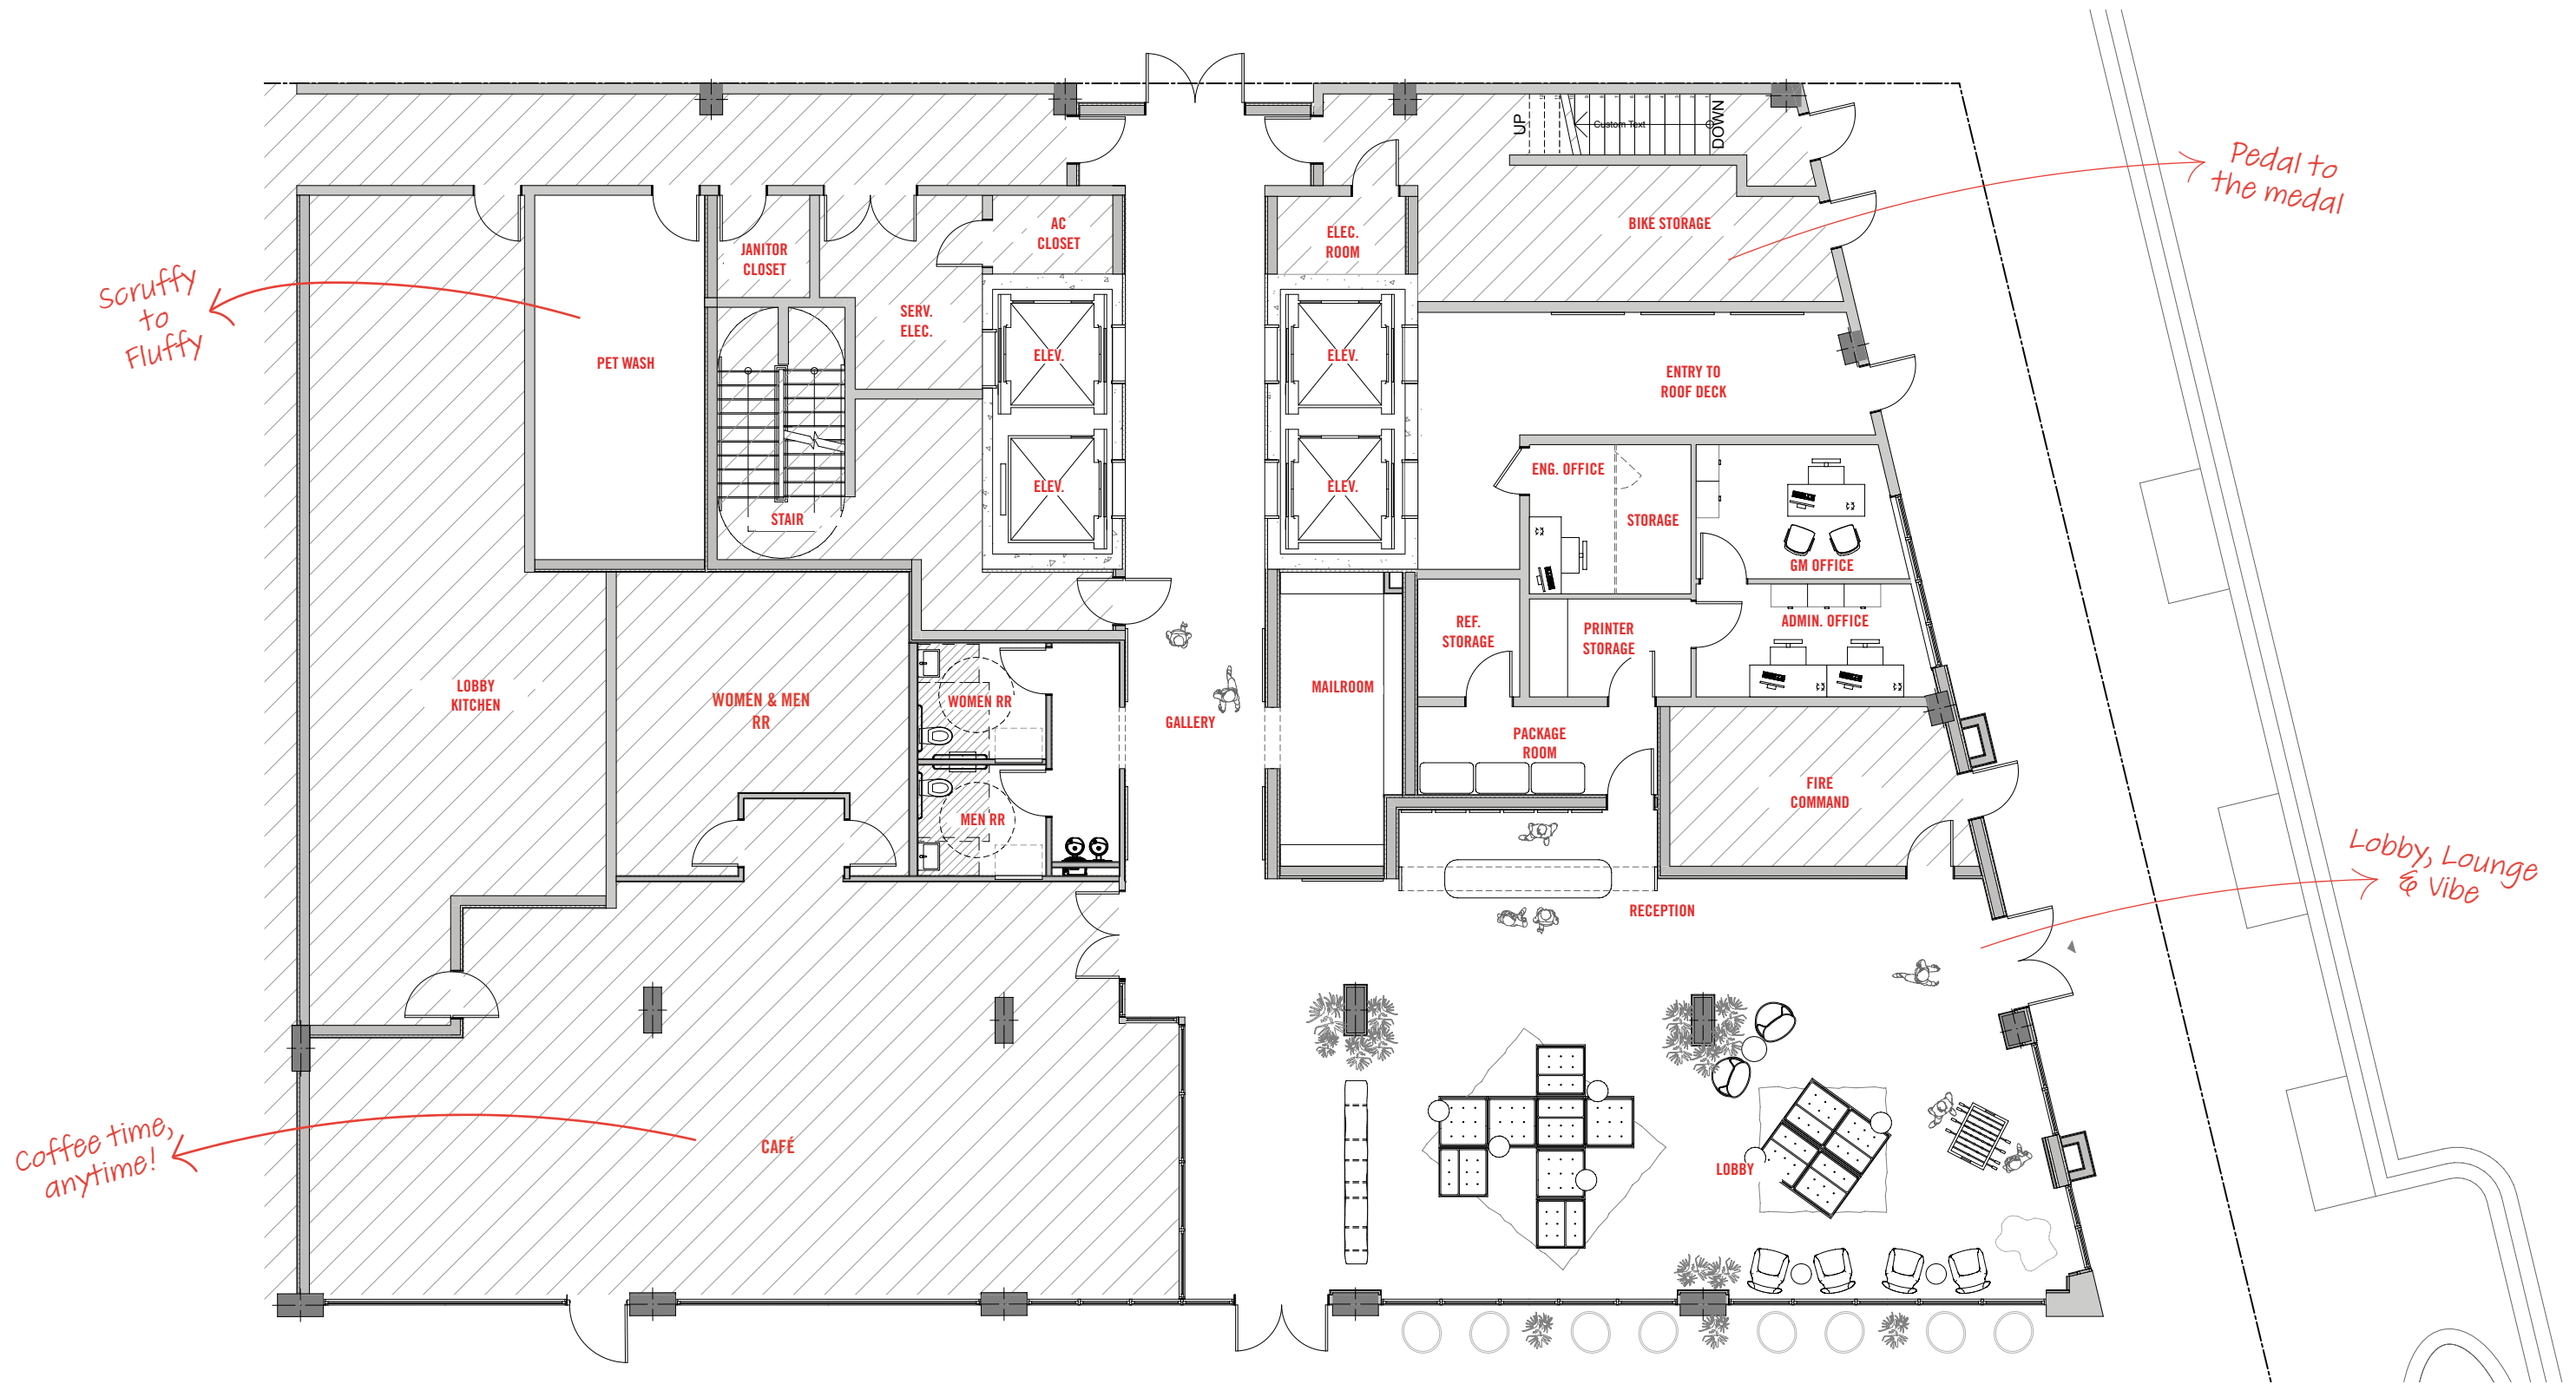 UP
Custom Text
DOWN
Pedal to
the medal
BIKE STORAGE
AC
CLOSET
ELEC.
ROOM
JANITOR
CLOSET
Scruffy
to
Fluffy
SERV.
ELEC.
PET WASH
ELEV.
ELEV.
ENTRY TO
ROOF DECK
ENG. OFFICE
ELEV.
ELEV.
STAIR
STORAGE
GM OFFICE
REF.
STORAGE
PRINTER
STORAGE
ADMIN. OFFICE
LOBBY
KITCHEN
WOMEN & MEN
RR
WOMEN RR
MAILROOM
GALLERY
PACKAGE
ROOM
FIRE
COMMAND
MEN RR
Lobby, Lounge
& Vibe
RECEPTION
Coffee time,
anytime!
CAFÉ
LOBBY